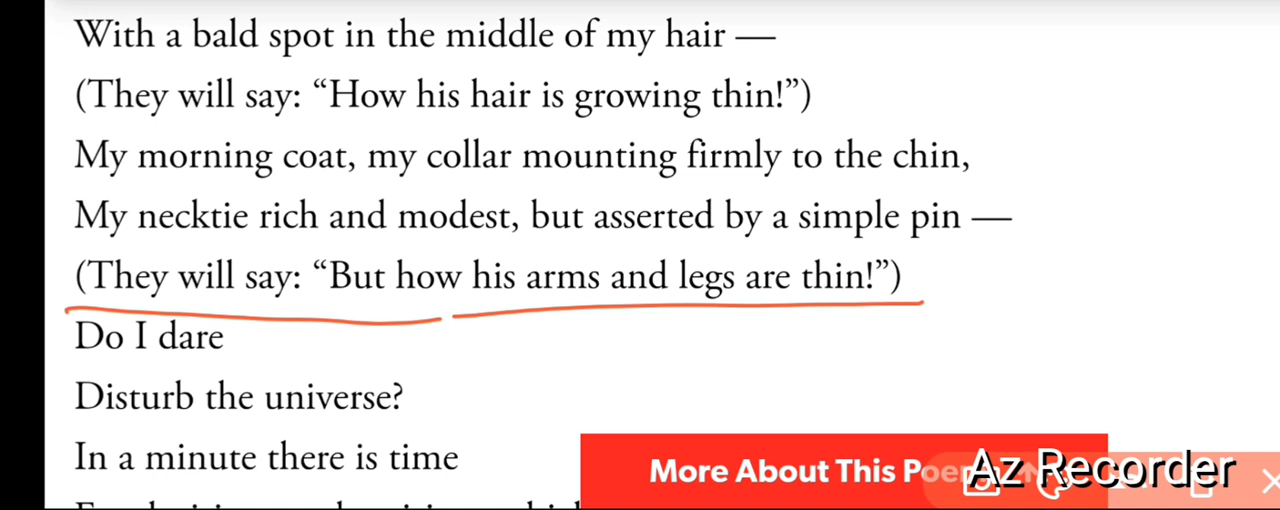 With a bald spot in the middle of my hair —
(They will say: “How his hair is growing thin!”)
My morning coat, my collar mounting firmly to the chin,
My necktie rich and modest, but asserted by a simple pin —
(They will say: “But how his arms and legs are thin!”)
Do I dare
Disturb the universe?
In a minute there is time
More About This Poem
Az Recorder